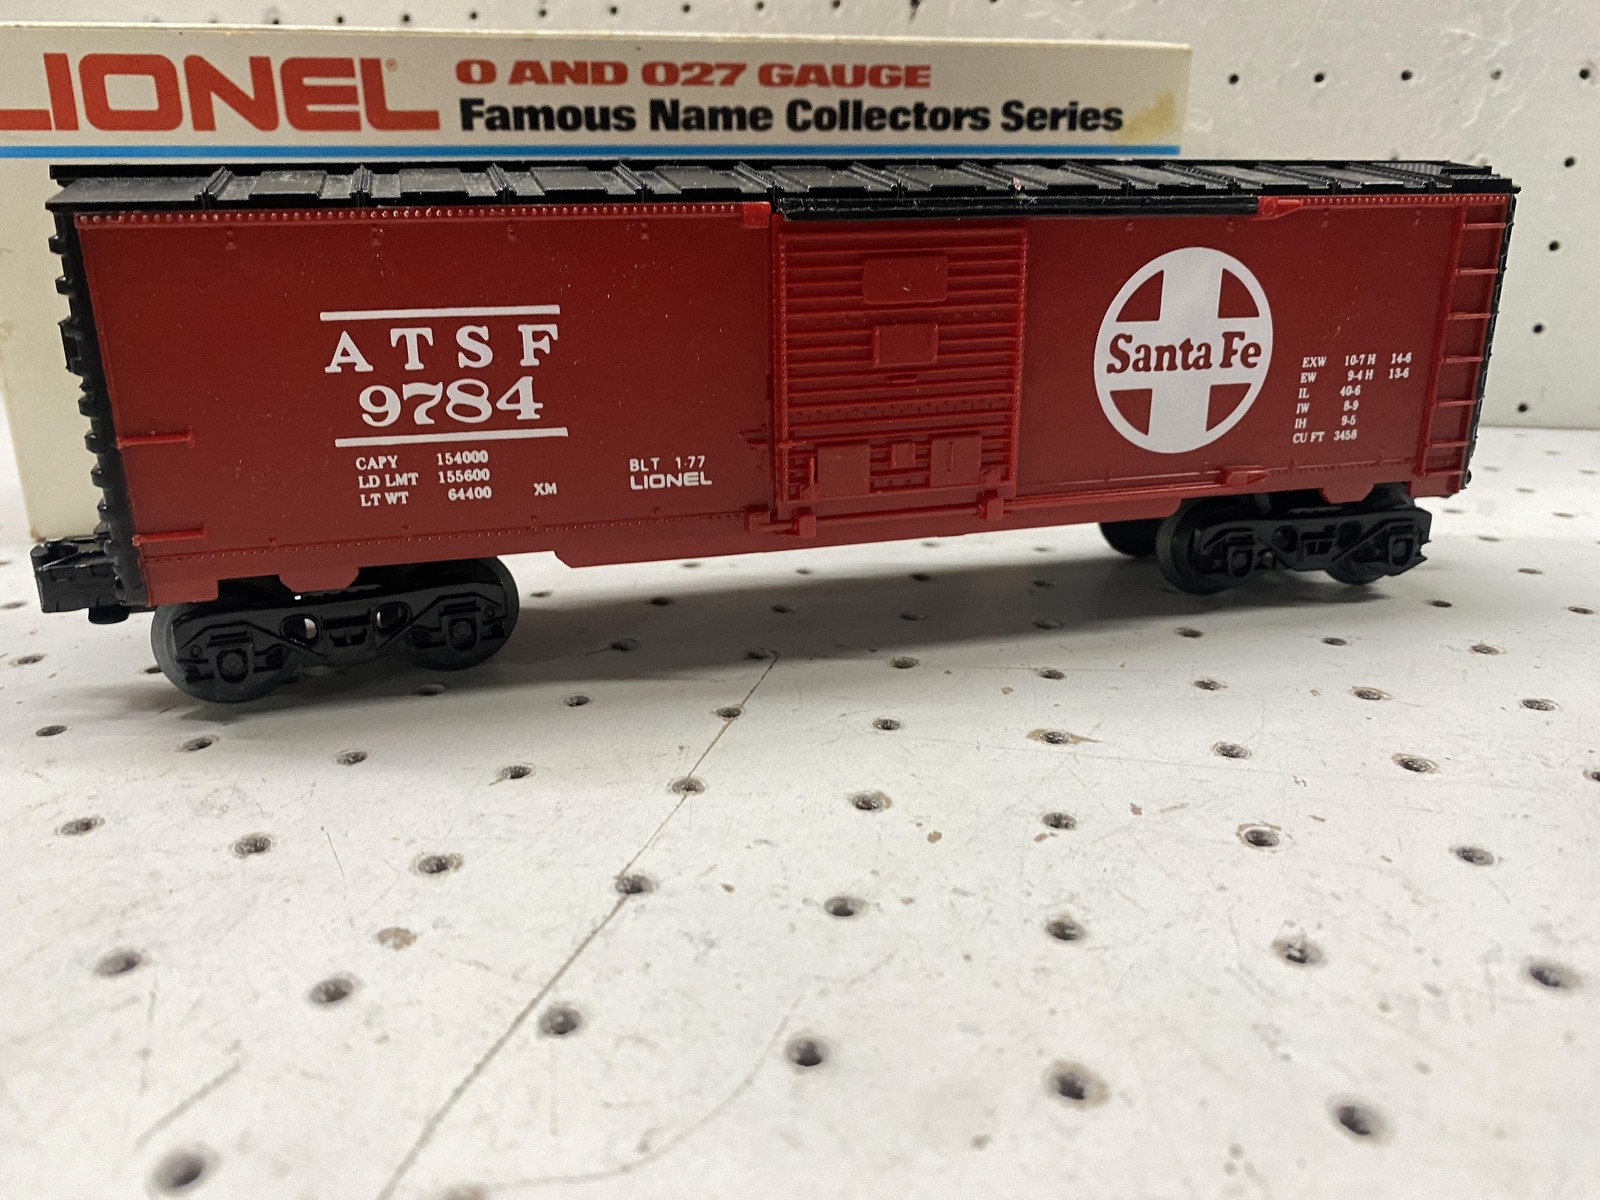 LIONEL®
O AND O27 GAUGE
Famous Name Collectors Series
ATSF
9784
CAPY 154000
LD LMT 155600
LT WT 64400 XM
BLT 1-77
LIONEL
Santa Fe
EXW 10-7 H 14-6
EW 9-4 H 13-6
IL 40-6
IW 8-9
IH 9-5
CU FT 3458